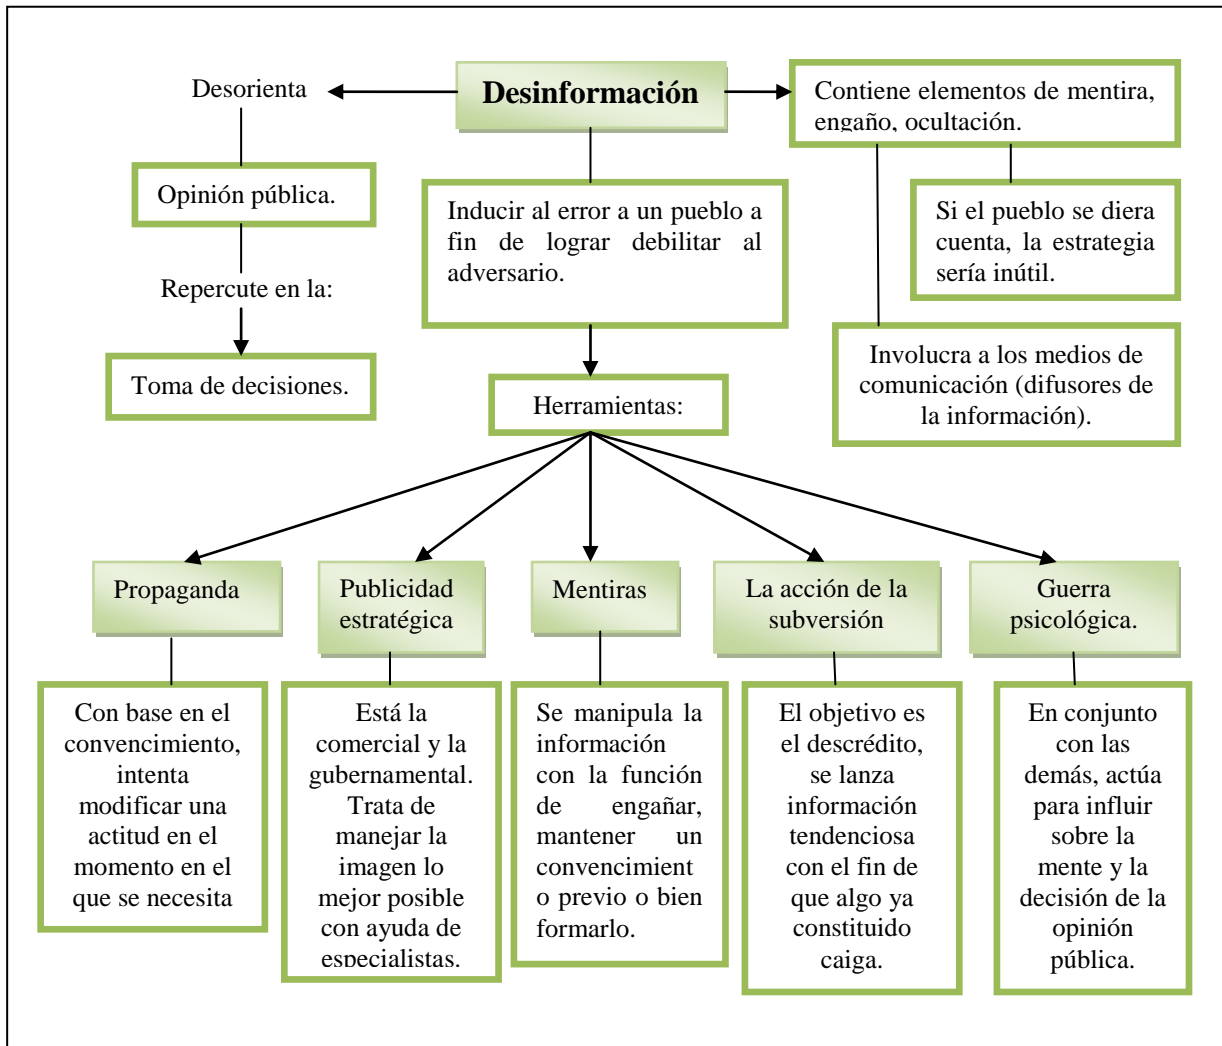 Desorienta
Desinformación
Contiene elementos de mentira,
engaño, ocultación.
Opinión pública.
Inducir al error a un pueblo a
fin de lograr debilitar al
adversario.
Si el pueblo se diera
cuenta, la estrategia
sería inútil.
Repercute en la:
Toma de decisiones.
Involucra a los medios de
comunicación (difusores de
la información).
Herramientas:
Propaganda
Publicidad
estratégica
Mentiras
La acción de la
subversión
Guerra
psicológica.
Con base en el
convencimiento,
intenta
modificar una
actitud en el
momento en el
que se necesita
Está la
comercial y la
gubernamental.
Trata de
manejar la
imagen lo
mejor posible
con ayuda de
especialistas.
Se manipula la
información
con la función
de engañar,
mantener un
convencimient
o previo o bien
formarlo.
El objetivo es
el descrédito,
se lanza
información
tendenciosa
con el fin de
que algo ya
constituido
caiga.
En conjunto
con las
demás, actúa
para influir
sobre la
mente y la
decisión de la
opinión
pública.